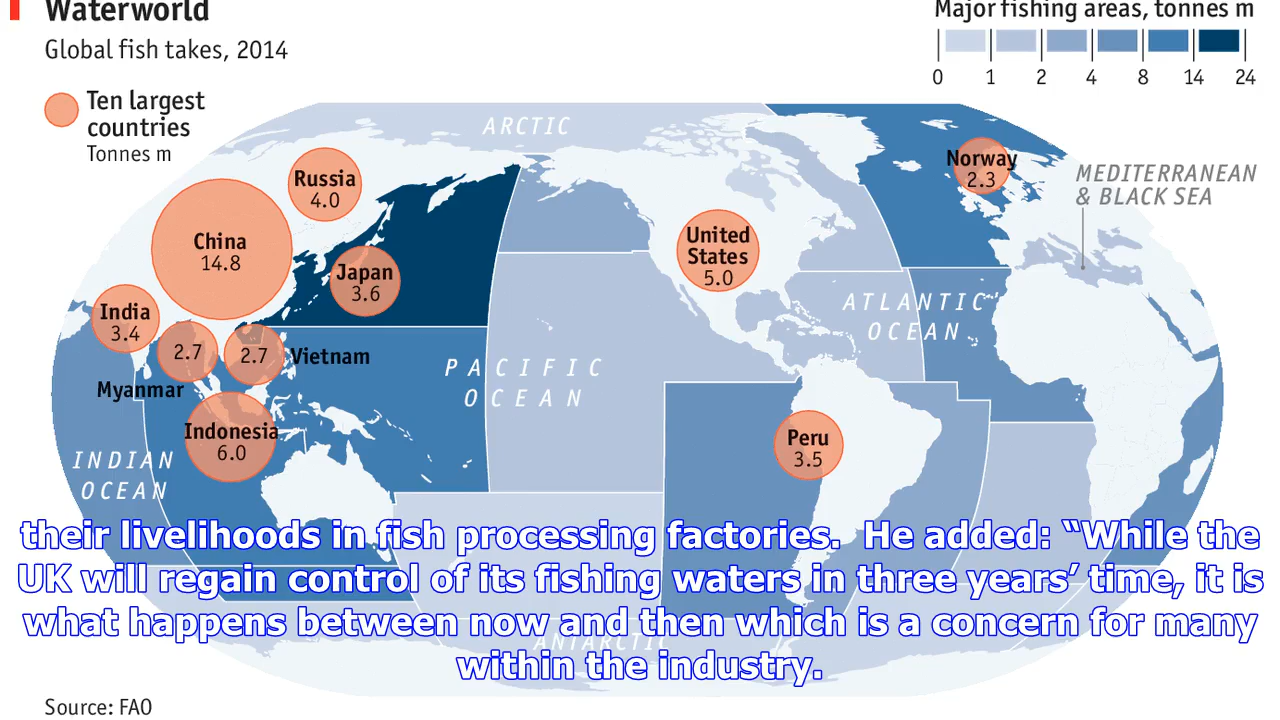 Waterworld
Global fish takes, 2014
Major fishing areas, tonnes m
0 1 2 4 8 14 24
Ten largest
countries
Tonnes m
ARCTIC
Norway
2.3
MEDITERRANEAN
& BLACK SEA
Russia
4.0
China
14.8
United
States
5.0
Japan
3.6
India
3.4
2.7
Myanmar
2.7
Vietnam
ATLANTIC
OCEAN
PACIFIC
OCEAN
Indonesia
6.0
Peru
3.5
INDIAN
OCEAN
their livelihoods in fish processing factories. He added: “While the
UK will regain control of its fishing waters in three years’ time, it is
what happens between now and then which is a concern for many
within the industry.
ANTARCTIC
Source: FAO